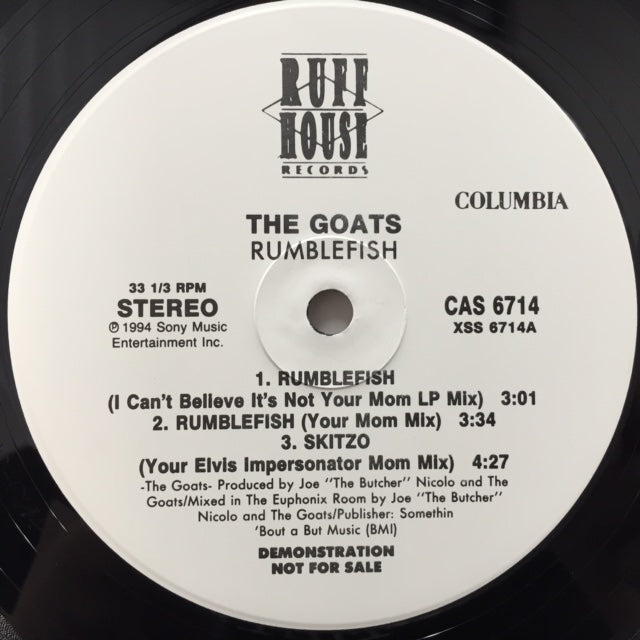 RUFF
HOUSE
RECORDS
COLUMBIA
THE GOATS
RUMBLEFISH
33 1/3 RPM
STEREO
℗ 1994 Sony Music
Entertainment Inc.
CAS 6714
XSS 6714A
1. RUMBLEFISH
(I Can't Believe It's Not Your Mom LP Mix) 3:01
2. RUMBLEFISH (Your Mom Mix) 3:34
3. SKITZO
(Your Elvis Impersonator Mom Mix) 4:27
-The Goats- Produced by Joe "The Butcher" Nicolo and The
Goats/Mixed in The Euphonix Room by Joe "The Butcher"
Nicolo and The Goats/Publisher: Somethin
'Bout a But Music (BMI)
DEMONSTRATION
NOT FOR SALE